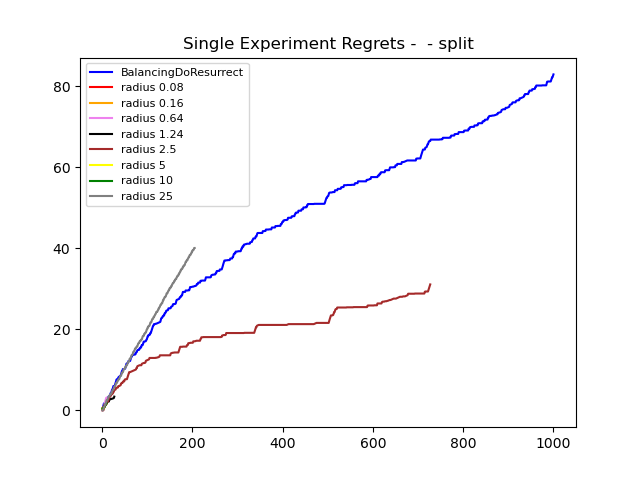 Single Experiment Regrets -  - split
BalancingDoResurrect
radius 0.08
radius 0.16
radius 0.64
radius 1.24
radius 2.5
radius 5
radius 10
radius 25
80
60
40
20
0
0 200 400 600 800 1000